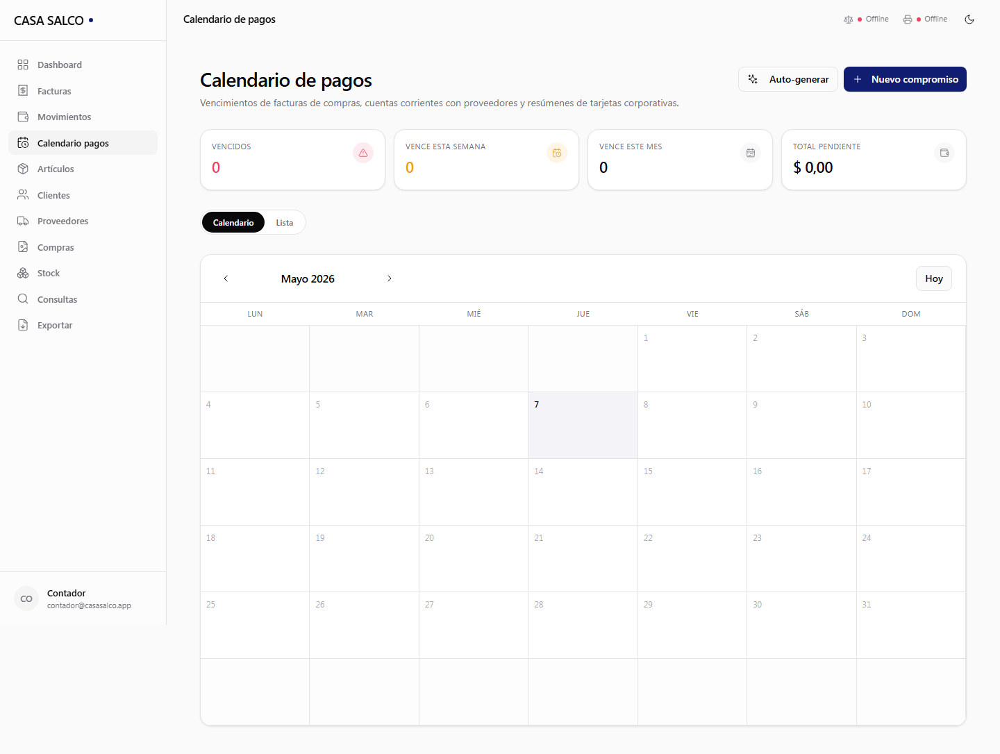 CASA SALCO
Calendario de pagos
Offline
Offline
Dashboard
Facturas
Movimientos
Calendario pagos
Artículos
Clientes
Proveedores
Compras
Stock
Consultas
Exportar
CO
Contador
contador@casasalco.app
Calendario de pagos
Vencimientos de facturas de compras, cuentas corrientes con proveedores y resúmenes de tarjetas corporativas.
Auto-generar
Nuevo compromiso
VENCIDOS
0
VENCE ESTA SEMANA
0
VENCE ESTE MES
0
TOTAL PENDIENTE
$ 0,00
Calendario
Lista
Mayo 2026
Hoy
LUN MAR MIÉ JUE VIE SÁB DOM
1 2 3
4 5 6 7 8 9 10
11 12 13 14 15 16 17
18 19 20 21 22 23 24
25 26 27 28 29 30 31